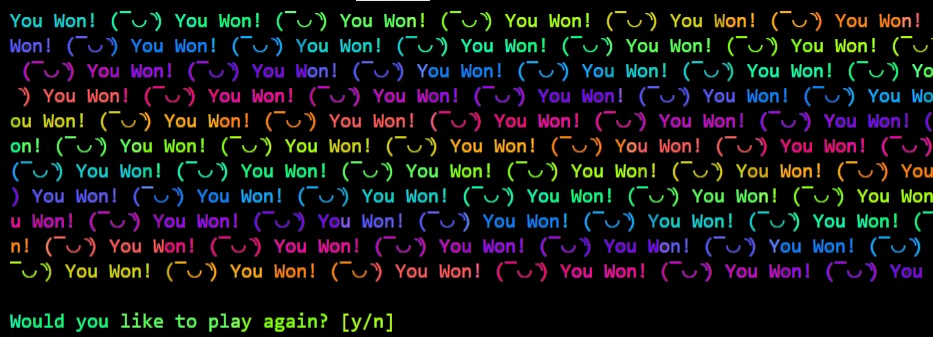 You Won! (¯◡¯) You Won! (¯◡¯) You Won! (¯◡¯) You Won! (¯◡¯) You Won! (¯◡¯) You Won!
Won! (¯◡¯) You Won! (¯◡¯) You Won! (¯◡¯) You Won! (¯◡¯) You Won! (¯◡¯) You Won! (¯◡
(¯◡¯) You Won! (¯◡¯) You Won! (¯◡¯) You Won! (¯◡¯) You Won! (¯◡¯) You Won! (¯◡¯) Yo
¯) You Won! (¯◡¯) You Won! (¯◡¯) You Won! (¯◡¯) You Won! (¯◡¯) You Won! (¯◡¯) You Wo
ou Won! (¯◡¯) You Won! (¯◡¯) You Won! (¯◡¯) You Won! (¯◡¯) You Won! (¯◡¯) You Won! (
on! (¯◡¯) You Won! (¯◡¯) You Won! (¯◡¯) You Won! (¯◡¯) You Won! (¯◡¯) You Won! (¯◡¯)
(¯◡¯) You Won! (¯◡¯) You Won! (¯◡¯) You Won! (¯◡¯) You Won! (¯◡¯) You Won! (¯◡¯) You
) You Won! (¯◡¯) You Won! (¯◡¯) You Won! (¯◡¯) You Won! (¯◡¯) You Won! (¯◡¯) You Won
u Won! (¯◡¯) You Won! (¯◡¯) You Won! (¯◡¯) You Won! (¯◡¯) You Won! (¯◡¯) You Won! (
n! (¯◡¯) You Won! (¯◡¯) You Won! (¯◡¯) You Won! (¯◡¯) You Won! (¯◡¯) You Won! (¯◡¯)
¯◡¯) You Won! (¯◡¯) You Won! (¯◡¯) You Won! (¯◡¯) You Won! (¯◡¯) You Won! (¯◡¯) You
Would you like to play again? [y/n]